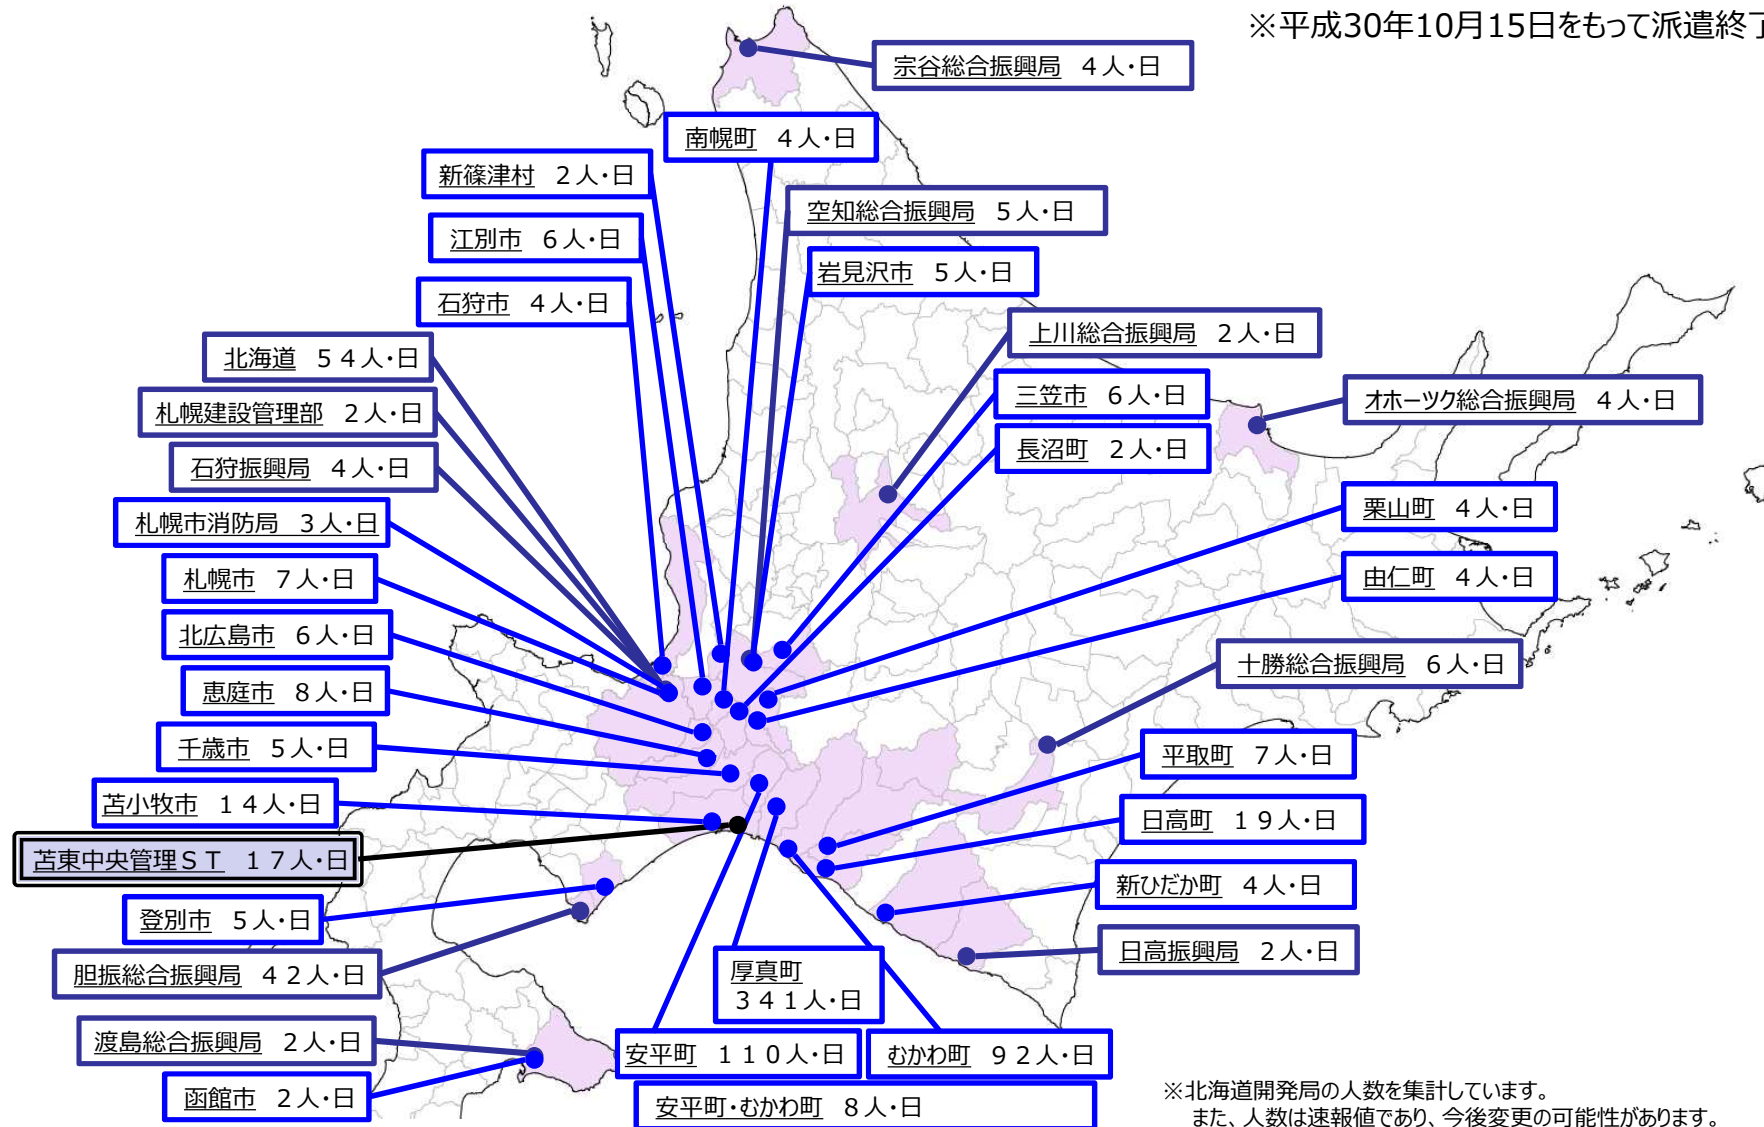 ※平成30年10月15日をもって派遣終了
宗谷総合振興局 ４人・日
南幌町 ４人・日
新篠津村 ２人・日
空知総合振興局 ５人・日
江別市 ６人・日
岩見沢市 ５人・日
石狩市 ４人・日
上川総合振興局 ２人・日
北海道 ５４人・日
三笠市 ６人・日
オホーツク総合振興局 ４人・日
札幌建設管理部 ２人・日
長沼町 ２人・日
石狩振興局 ４人・日
栗山町 ４人・日
札幌市消防局 ３人・日
札幌市 ７人・日
由仁町 ４人・日
北広島市 ６人・日
十勝総合振興局 ６人・日
恵庭市 ８人・日
千歳市 ５人・日
平取町 ７人・日
苫小牧市 １４人・日
日高町 １９人・日
苫東中央管理ＳＴ １７人・日
新ひだか町 ４人・日
登別市 ５人・日
日高振興局 ２人・日
胆振総合振興局 ４２人・日
厚真町
３４１人・日
渡島総合振興局 ２人・日
安平町 １１０人・日
むかわ町 ９２人・日
函館市 ２人・日
安平町・むかわ町 ８人・日
※北海道開発局の人数を集計しています。
また、人数は速報値であり、今後変更の可能性があります。